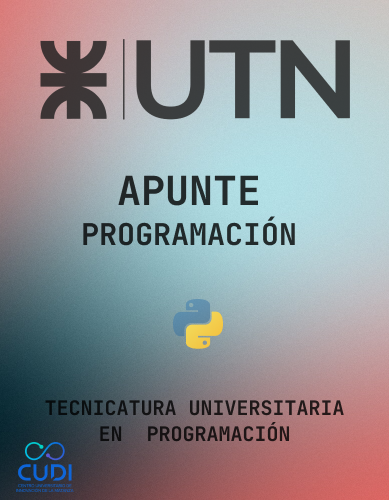 UTN
APUNTE
PROGRAMACIÓN
TECNICATURA UNIVERSITARIA
EN PROGRAMACIÓN
CUDI